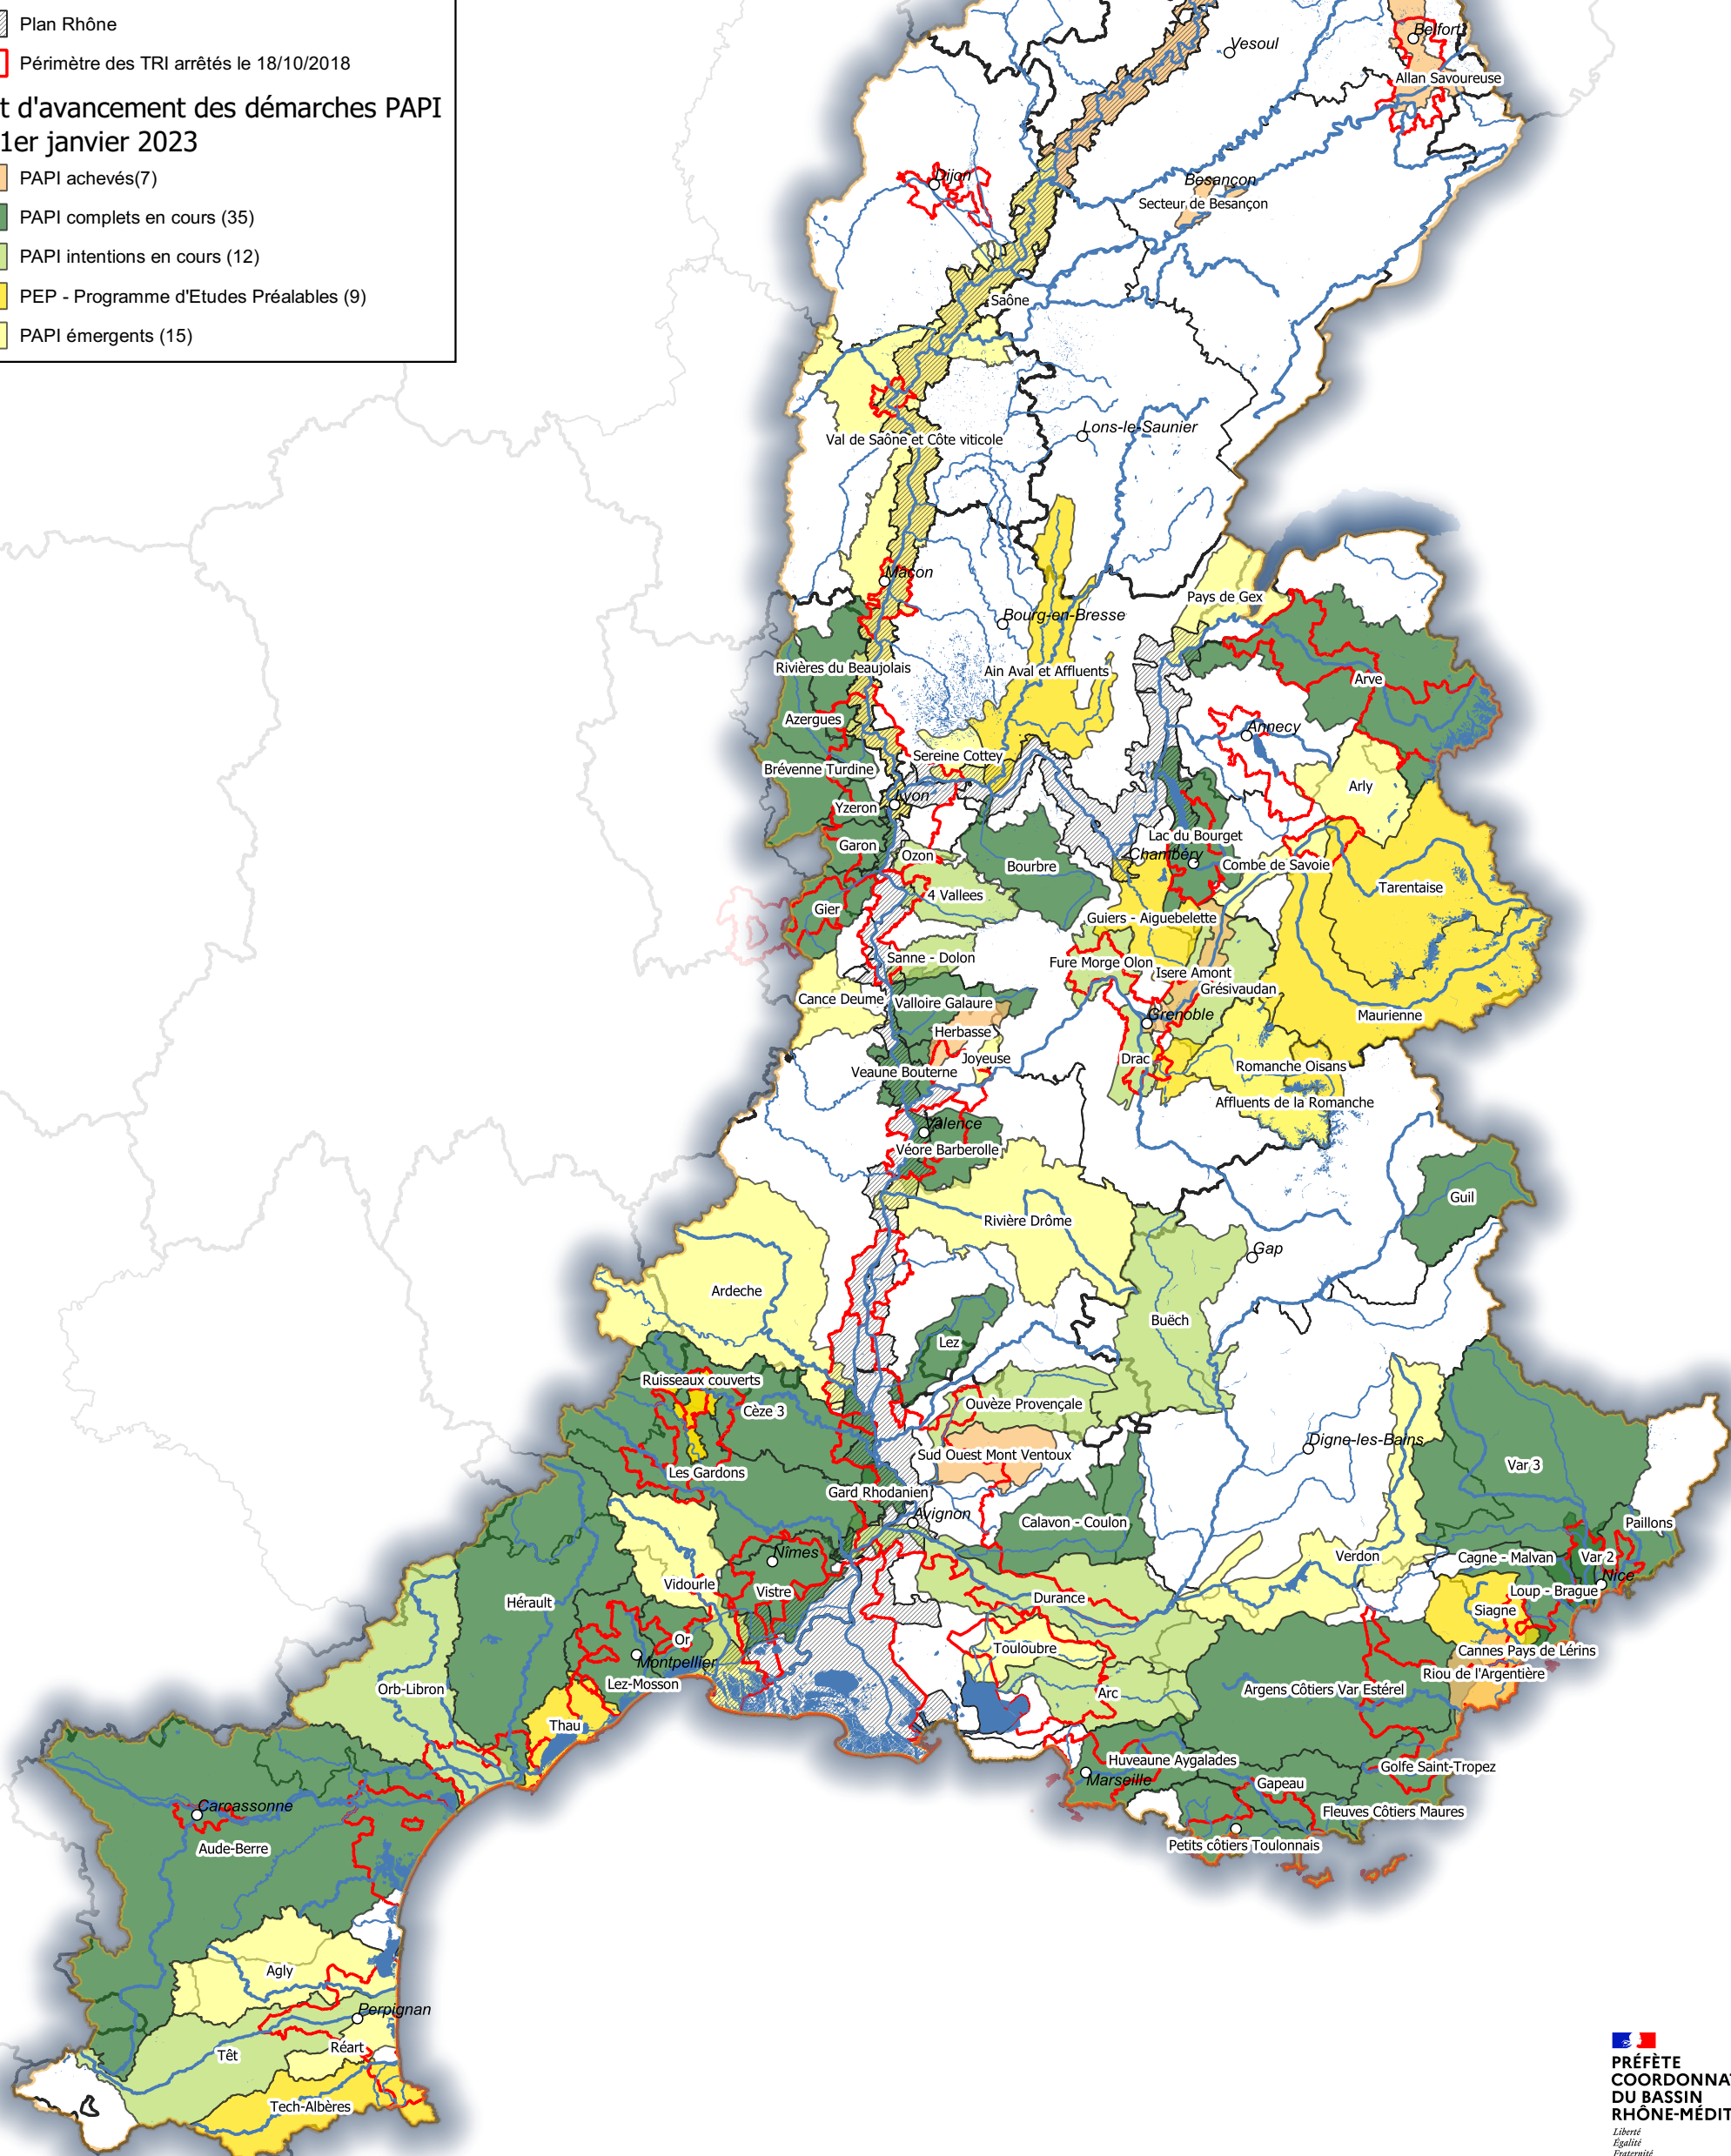 Plan Rhône
Périmètre des TRI arrêtés le 18/10/2018
t d'avancement des démarches PAPI
1er janvier 2023
PAPI achevés(7)
PAPI complets en cours (35)
PAPI intentions en cours (12)
PEP - Programme d'Etudes Préalables (9)
PAPI émergents (15)
Belfort
Vesoul
Allan Savoureuse
Dijon
Besançon
Secteur de Besançon
Saône
Lons-le-Saunier
Val de Saône et Côte viticole
Macon
Pays de Gex
Bourg-en-Bresse
Rivières du Beaujolais
Ain Aval et Affluents
Arve
Azergues
Annecy
Sereine Cottey
Brévenne Turdine
Arly
Lyon
Yzeron
Lac du Bourget
Garon
Ozon
Chambéry
Bourbre
Combe de Savoie
Tarentaise
4 Vallees
Gier
Guiers - Aiguebelette
Sanne - Dolon
Fure Morge Olon
Isere Amont
Grésivaudan
Cance Deume
Valloire Galaure
Grenoble
Maurienne
Herbasse
Joyeuse
Drac
Romanche Oisans
Veaune Bouterne
Affluents de la Romanche
Valence
Véore Barberolle
Guil
Rivière Drôme
Gap
Ardeche
Buëch
Lez
Ruisseaux couverts
Cèze 3
Ouvèze Provençale
Digne-les-Bains
Sud Ouest Mont Ventoux
Var 3
Les Gardons
Gard Rhodanien
Avignon
Calavon - Coulon
Paillons
Nîmes
Verdon
Cagne - Malvan
Var 2
Nice
Vidourle
Vistre
Loup - Brague
Hérault
Durance
Siagne
Or
Touloubre
Cannes Pays de Lérins
Montpellier
Riou de l'Argentière
Lez-Mosson
Orb-Libron
Arc
Argens Côtiers Var Estérel
Thau
Huveaune Aygalades
Golfe Saint-Tropez
Marseille
Gapeau
Carcassonne
Fleuves Côtiers Maures
Aude-Berre
Petits côtiers Toulonnais
Agly
Perpignan
Réart
Têt
Tech-Albères
PRÉFÈTE
COORDONNA
DU BASSIN
RHÔNE-MÉDIT
Liberté
Égalité
Fraternité